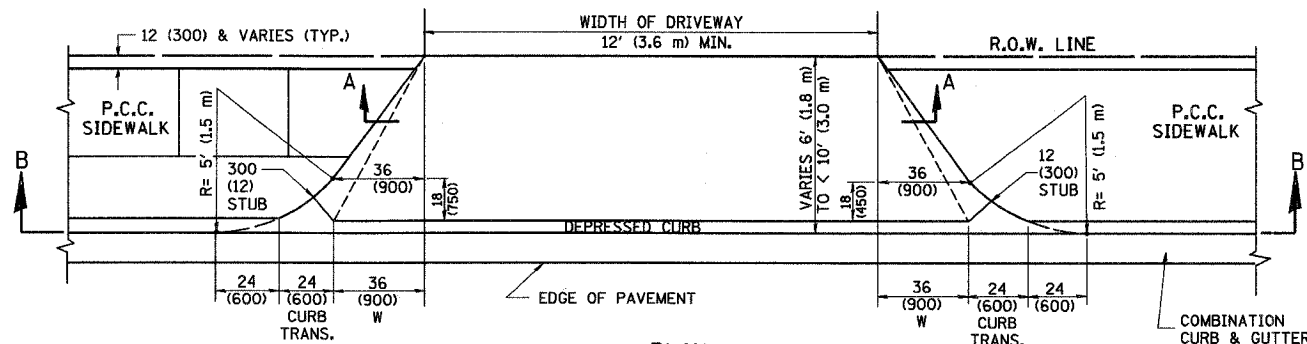 WIDTH OF DRIVEWAY
12' (3.6 m) MIN.
12 (300) & VARIES (TYP.)
R.O.W. LINE
A
A
P.C.C.
SIDEWALK
P.C.C.
SIDEWALK
R= 5' (1.5 m)
300
(12)
STUB
36
(900)
18
(750)
VARIES 6' (1.8 m)
TO < 10' (3.0 m)
36
(900)
18
(450)
12
(300)
STUB
R= 5' (1.5 m)
B
B
DEPRESSED CURB
24
(600)
24
(600)
CURB
TRANS.
36
(900)
W
EDGE OF PAVEMENT
36
(900)
W
24
(600)
CURB
TRANS.
24
(600)
COMBINATION
CURB & GUTTER